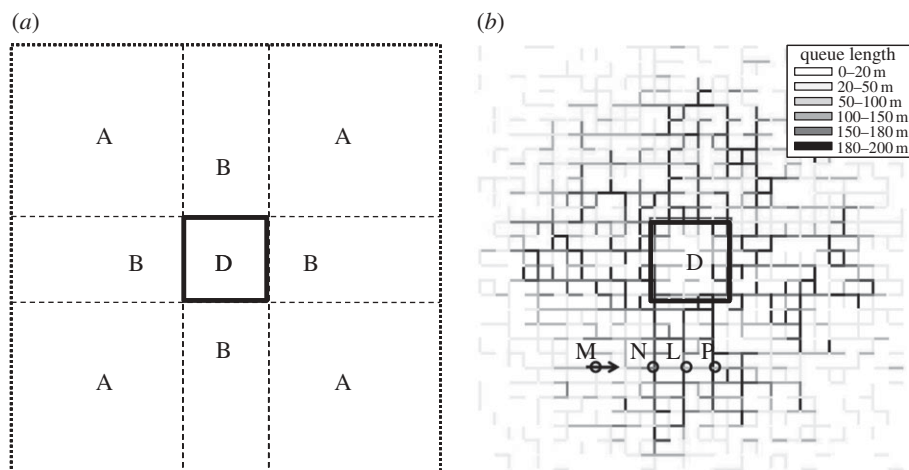 (a)
A
A
B
B
D
B
B
A
A
(b)
queue length
0–20 m
20–50 m
50–100 m
100–150 m
150–180 m
180–200 m
D
M
N
L
P